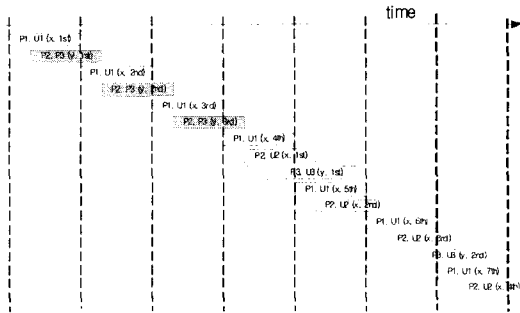 time
P1, U1 (x, 1st)
P2, P3 (y, 1st)
P1, U1 (x, 2nd)
P2, P3 (y, 2nd)
P1, U1 (x, 3rd)
P2, P3 (y, 3rd)
P1, U1 (x, 4th)
P2, U2 (x, 1st)
P3, U3 (y, 1st)
P1, U1 (x, 5th)
P2, U2 (x, 2nd)
P1, U1 (x, 6th)
P2, U2 (x, 3rd)
P3, U3 (y, 2nd)
P1, U1 (x, 7th)
P2, U2 (x, 4th)